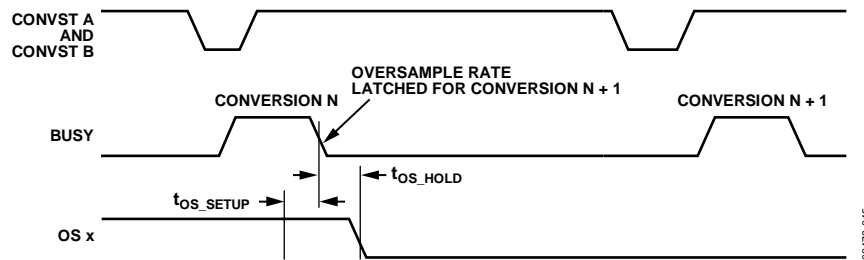 CONVST A
AND
CONVST B
OVERSAMPLE RATE
LATCHED FOR CONVERSION N + 1
CONVERSION N
CONVERSION N + 1
BUSY
tOS_HOLD
tOS_SETUP
OS x